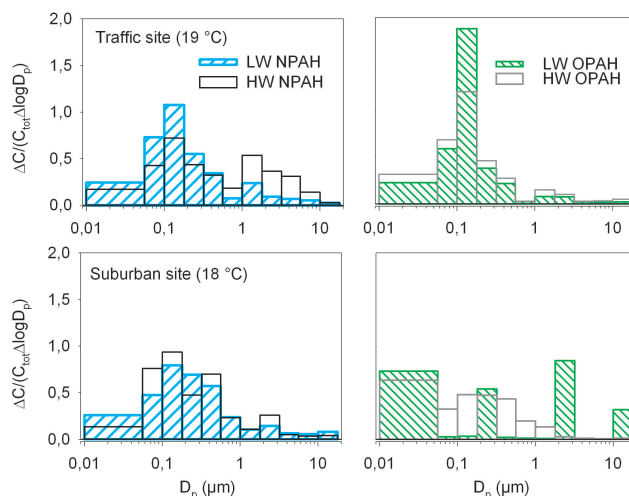 Traffic site (19 °C)
LW NPAH
HW NPAH
LW OPAH
HW OPAH
ΔC/(CtotΔlogDp)
2,0
1,5
1,0
0,5
0,0
0,01 0,1 1 10
0,01 0,1 1 10
Suburban site (18 °C)
ΔC/(CtotΔlogDp)
2,0
1,5
1,0
0,5
0,0
0,01 0,1 1 10
0,01 0,1 1 10
Dp (µm)
Dp (µm)